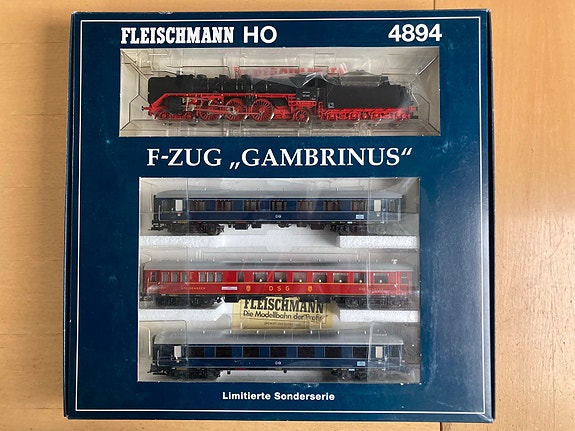 FLEISCHMANN HO 4894
F-ZUG „GAMBRINUS“
DSG
FLEISCHMANN
Die Modellbahn der Profis
Limitierte Sonderserie